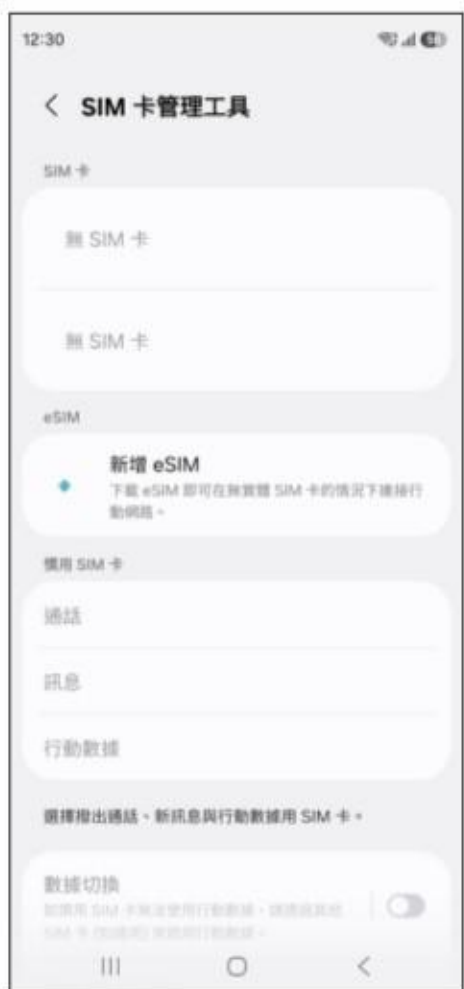 12:30
SIM 卡管理工具
SIM 卡
無 SIM 卡
無 SIM 卡
eSIM
新增 eSIM
下載 eSIM 即可在無實體 SIM 卡的情況下連接行
動網路。
慣用 SIM 卡
通話
訊息
行動數據
選擇撥出通話、新訊息與行動數據用 SIM 卡。
數據切換